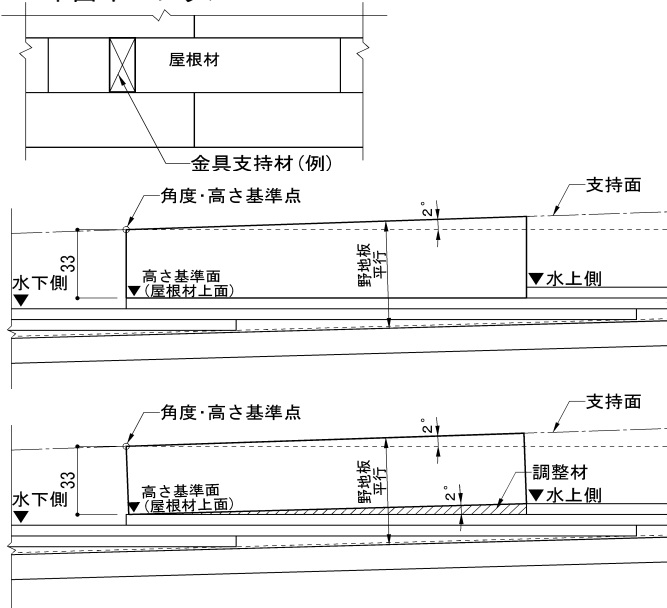 屋根材
金具支持材(例)
角度･高さ基準点
支持面
2°
33
野地板
平行
高さ基準面
(屋根材上面)
水下側
水上側
角度･高さ基準点
支持面
2°
33
野地板
平行
2°
調整材
高さ基準面
(屋根材上面)
水下側
水上側